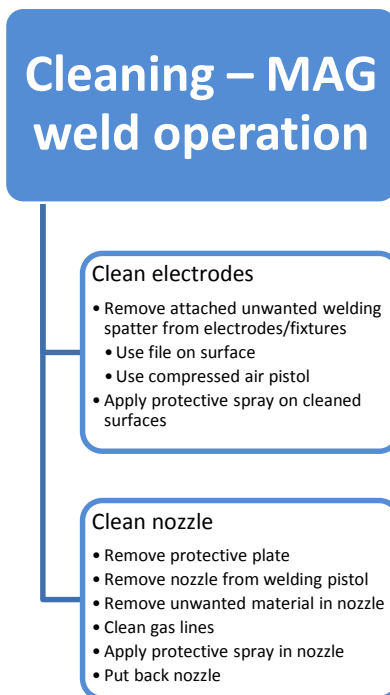 Cleaning – MAG
weld operation
Clean electrodes
• Remove attached unwanted welding
spatter from electrodes/fixtures
• Use file on surface
• Use compressed air pistol
• Apply protective spray on cleaned
surfaces
Clean nozzle
• Remove protective plate
• Remove nozzle from welding pistol
• Remove unwanted material in nozzle
• Clean gas lines
• Apply protective spray in nozzle
• Put back nozzle